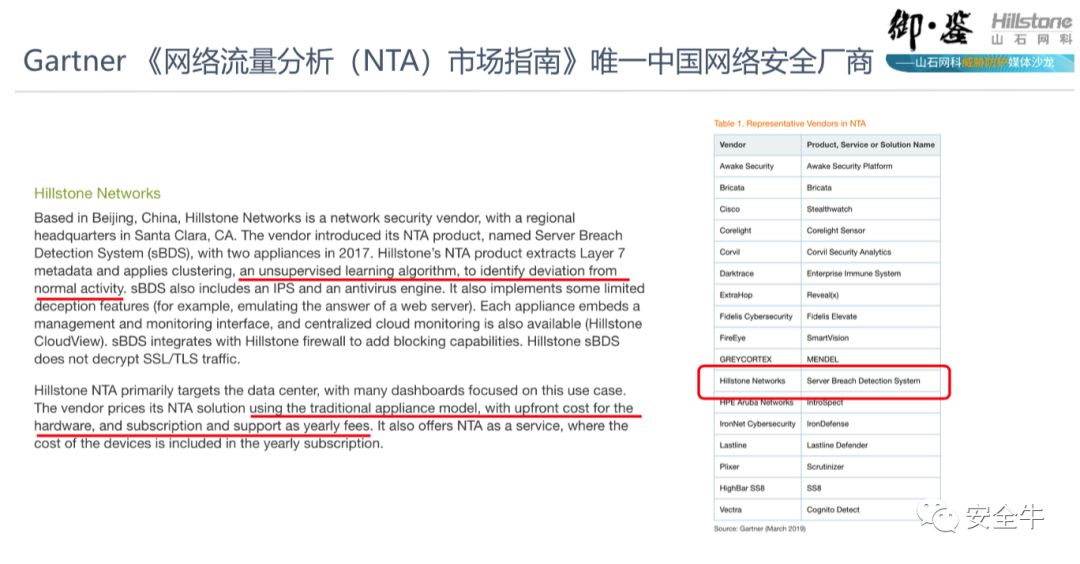 御·鉴
Hillstone
山石网科
——山石网科威胁防护媒体沙龙
Gartner 《网络流量分析（NTA）市场指南》唯一中国网络安全厂商
Hillstone Networks
Based in Beijing, China, Hillstone Networks is a network security vendor, with a regional
headquarters in Santa Clara, CA. The vendor introduced its NTA product, named Server Breach
Detection System (sBDS), with two appliances in 2017. Hillstone's NTA product extracts Layer 7
metadata and applies clustering, an unsupervised learning algorithm, to identify deviation from
normal activity. sBDS also includes an IPS and an antivirus engine. It also implements some limited
deception features (for example, emulating the answer of a web server). Each appliance embeds a
management and monitoring interface, and centralized cloud monitoring is also available (Hillstone
CloudView). sBDS integrates with Hillstone firewall to add blocking capabilities. Hillstone sBDS
does not decrypt SSL/TLS traffic.
Hillstone NTA primarily targets the data center, with many dashboards focused on this use case.
The vendor prices its NTA solution using the traditional appliance model, with upfront cost for the
hardware, and subscription and support as yearly fees. It also offers NTA as a service, where the
cost of the devices is included in the yearly subscription.
Table 1. Representative Vendors in NTA
Vendor Product, Service or Solution Name
Awake Security Awake Security Platform
Bricata Bricata
Cisco Stealthwatch
Corelight Corelight Sensor
Corvil Corvil Security Analytics
Darktrace Enterprise Immune System
ExtraHop Reveal(x)
Fidelis Cybersecurity Fidelis Elevate
FireEye SmartVision
GREYCORTEX MENDEL
Hillstone Networks Server Breach Detection System
HPE Aruba Networks IntroSpect
IronNet Cybersecurity IronDefense
Lastline Lastline Defender
Plixer Scrutinizer
HighBar SS8 SS8
Vectra Cognito Detect
Source: Gartner (March 2019)
安全牛